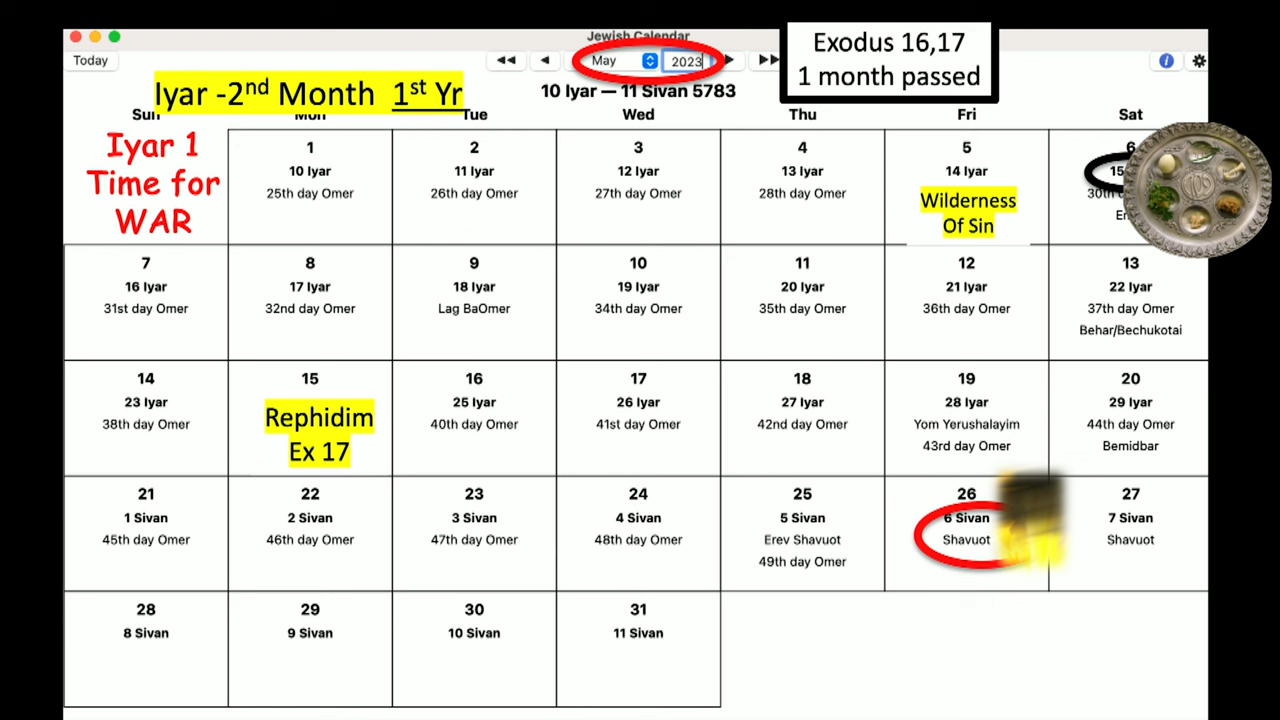 Jewish Calendar
Today
May
2023
Exodus 16,17
1 month passed
Iyar -2nd Month 1st Yr
10 Iyar — 11 Sivan 5783
Sun Mon Tue Wed Thu Fri Sat
Iyar 1
Time for
WAR
1
10 Iyar
25th day Omer
2
11 Iyar
26th day Omer
3
12 Iyar
27th day Omer
4
13 Iyar
28th day Omer
5
14 Iyar
Wilderness
Of Sin
6
15
7
16 Iyar
31st day Omer
8
17 Iyar
32nd day Omer
9
18 Iyar
Lag BaOmer
10
19 Iyar
34th day Omer
11
20 Iyar
35th day Omer
12
21 Iyar
36th day Omer
13
22 Iyar
37th day Omer
Behar/Bechukotai
14
23 Iyar
38th day Omer
15
Rephidim
Ex 17
16
25 Iyar
40th day Omer
17
26 Iyar
41st day Omer
18
27 Iyar
42nd day Omer
19
28 Iyar
Yom Yerushalayim
43rd day Omer
20
29 Iyar
44th day Omer
Bemidbar
21
1 Sivan
45th day Omer
22
2 Sivan
46th day Omer
23
3 Sivan
47th day Omer
24
4 Sivan
48th day Omer
25
5 Sivan
Erev Shavuot
49th day Omer
26
6 Sivan
Shavuot
27
7 Sivan
Shavuot
28
8 Sivan
29
9 Sivan
30
10 Sivan
31
11 Sivan